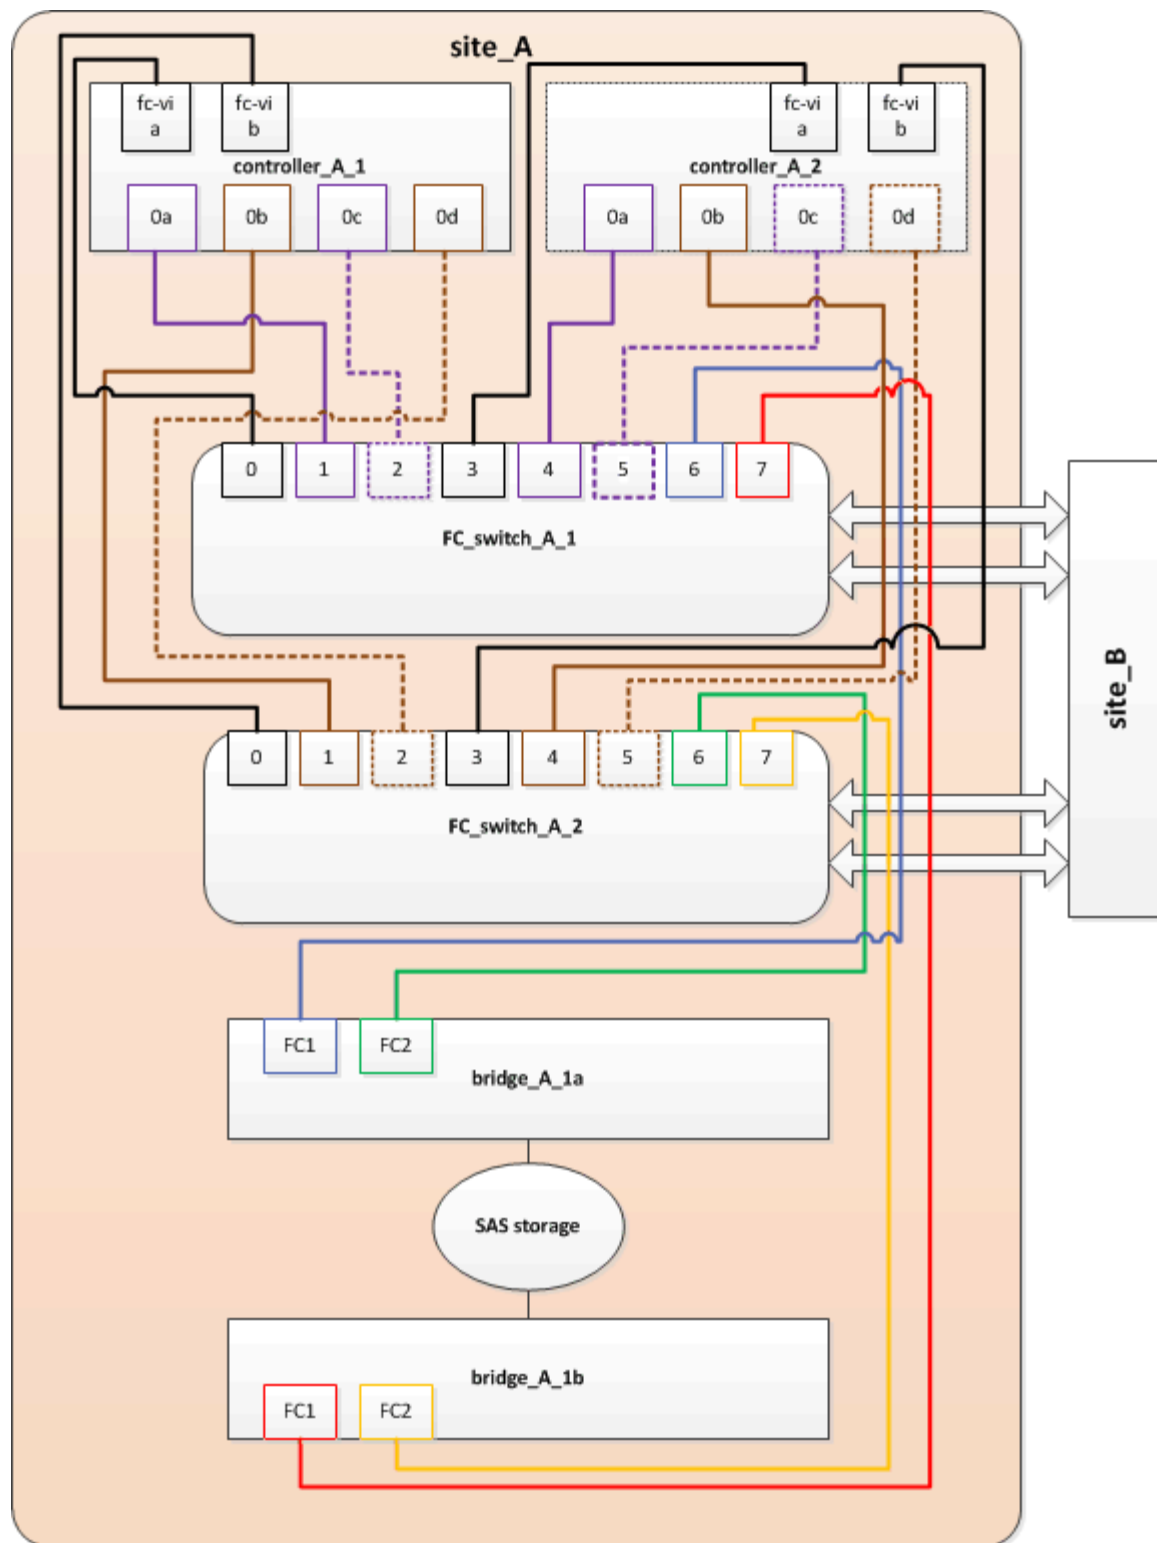 site_A
fc-vi
a
fc-vi
b
fc-vi
a
fc-vi
b
controller_A_1
controller_A_2
0a
0b
0c
0d
0a
0b
0c
0d
0
1
2
3
4
5
6
7
FC_switch_A_1
site_B
0
1
2
3
4
5
6
7
FC_switch_A_2
FC1
FC2
bridge_A_1a
SAS storage
bridge_A_1b
FC1
FC2